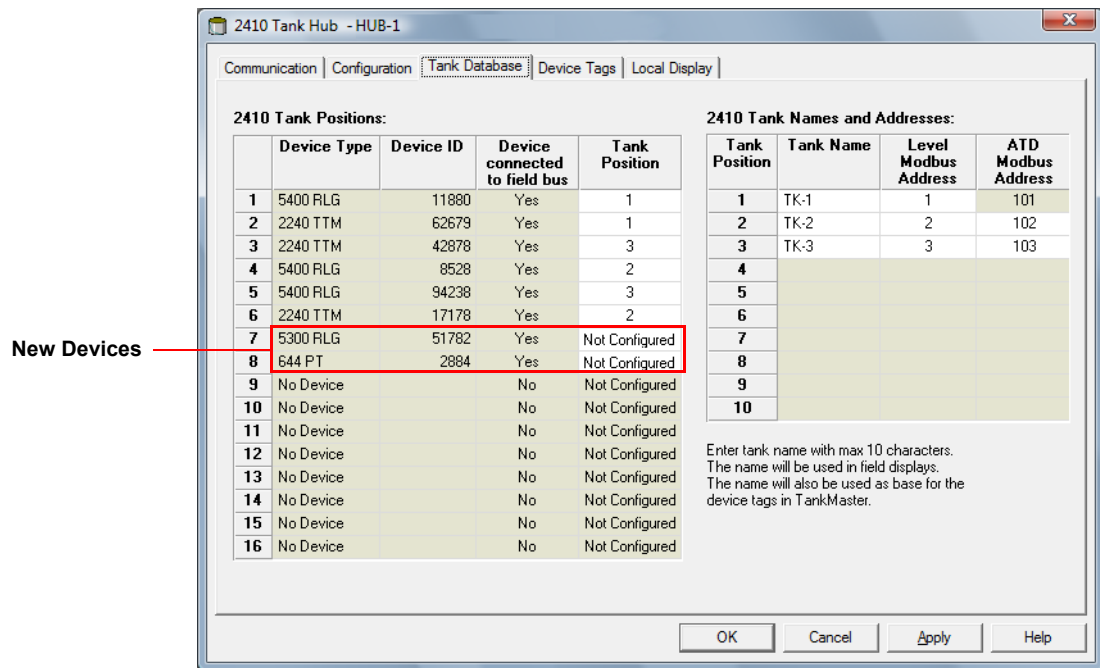 2410 Tank Hub - HUB-1
Communication Configuration Tank Database Device Tags Local Display
2410 Tank Positions:
Device Type Device ID Device connected to field bus Tank Position
1 5400 RLG 11880 Yes 1
2 2240 TTM 62679 Yes 1
3 2240 TTM 42878 Yes 3
4 5400 RLG 8528 Yes 2
5 5400 RLG 94238 Yes 3
6 2240 TTM 17178 Yes 2
7 5300 RLG 51782 Yes Not Configured
8 644 PT 2884 Yes Not Configured
9 No Device No Not Configured
10 No Device No Not Configured
11 No Device No Not Configured
12 No Device No Not Configured
13 No Device No Not Configured
14 No Device No Not Configured
15 No Device No Not Configured
16 No Device No Not Configured
New Devices
2410 Tank Names and Addresses:
Tank Position Tank Name Level Modbus Address ATD Modbus Address
1 TK-1 1 101
2 TK-2 2 102
3 TK-3 3 103
4
5
6
7
8
9
10
Enter tank name with max 10 characters.
The name will be used in field displays.
The name will also be used as base for the
device tags in TankMaster.
OK Cancel Apply Help